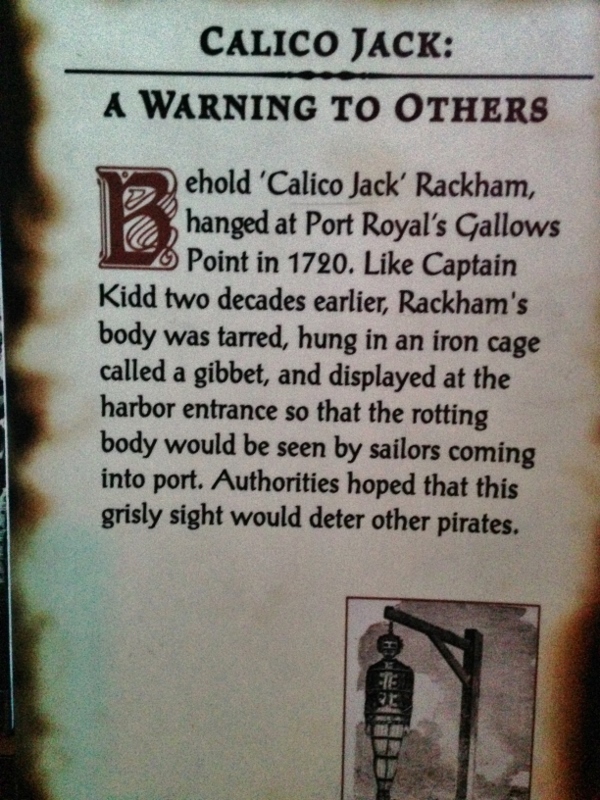 CALICO JACK:
A WARNING TO OTHERS
Behold 'Calico Jack' Rackham,
hanged at Port Royal's Gallows
Point in 1720. Like Captain
Kidd two decades earlier, Rackham's
body was tarred, hung in an iron cage
called a gibbet, and displayed at the
harbor entrance so that the rotting
body would be seen by sailors coming
into port. Authorities hoped that this
grisly sight would deter other pirates.